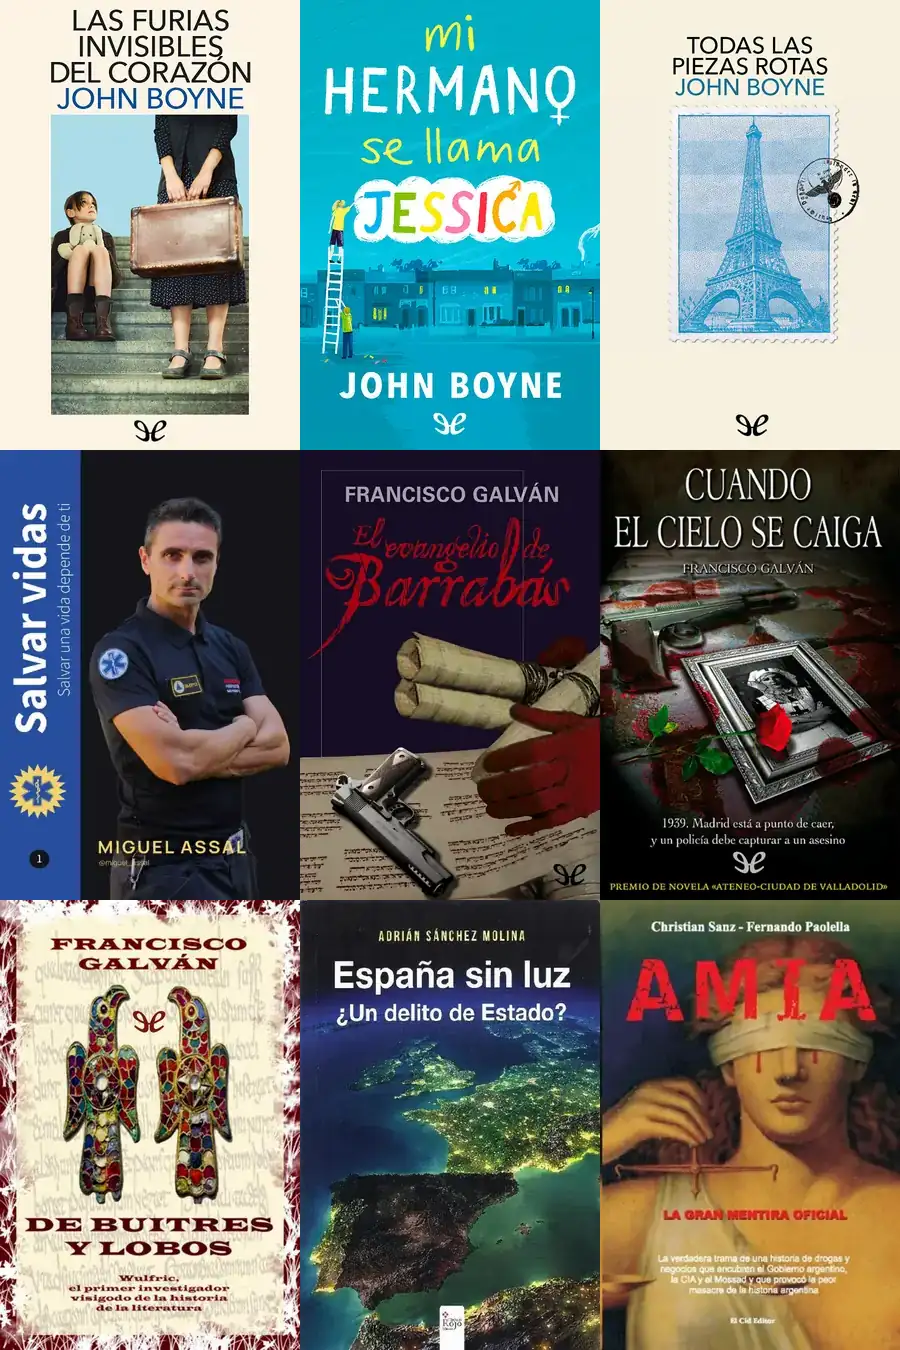 LAS FURIAS
INVISIBLES
DEL CORAZÓN
JOHN BOYNE
mi
HERMANO
se llama
JESSICA
JOHN BOYNE
TODAS LAS
PIEZAS ROTAS
JOHN BOYNE
Salvar vidas
Salvar una vida depende de ti
1
MIGUEL ASSAL
@miguel_assal
FRANCISCO GALVÁN
El evangelio de
Barrabás
CUANDO
EL CIELO SE CAIGA
FRANCISCO GALVÁN
1939. Madrid está a punto de caer,
y un policía debe capturar a un asesino
PREMIO DE NOVELA «ATENEO-CIUDAD DE VALLADOLID»
FRANCISCO
GALVÁN
DE BUITRES
Y LOBOS
Wulfric,
el primer investigador
visigodo de la historia
de la literatura
ADRIÁN SÁNCHEZ MOLINA
España sin luz
¿Un delito de Estado?
Christian Sanz - Fernando Paolella
AMIA
LA GRAN MENTIRA OFICIAL
La verdadera trama de una historia de drogas y
negocios que encubren el Gobierno argentino,
la CIA y el Mossad y que provocó la peor
masacre de la historia argentina
El Cid Editor